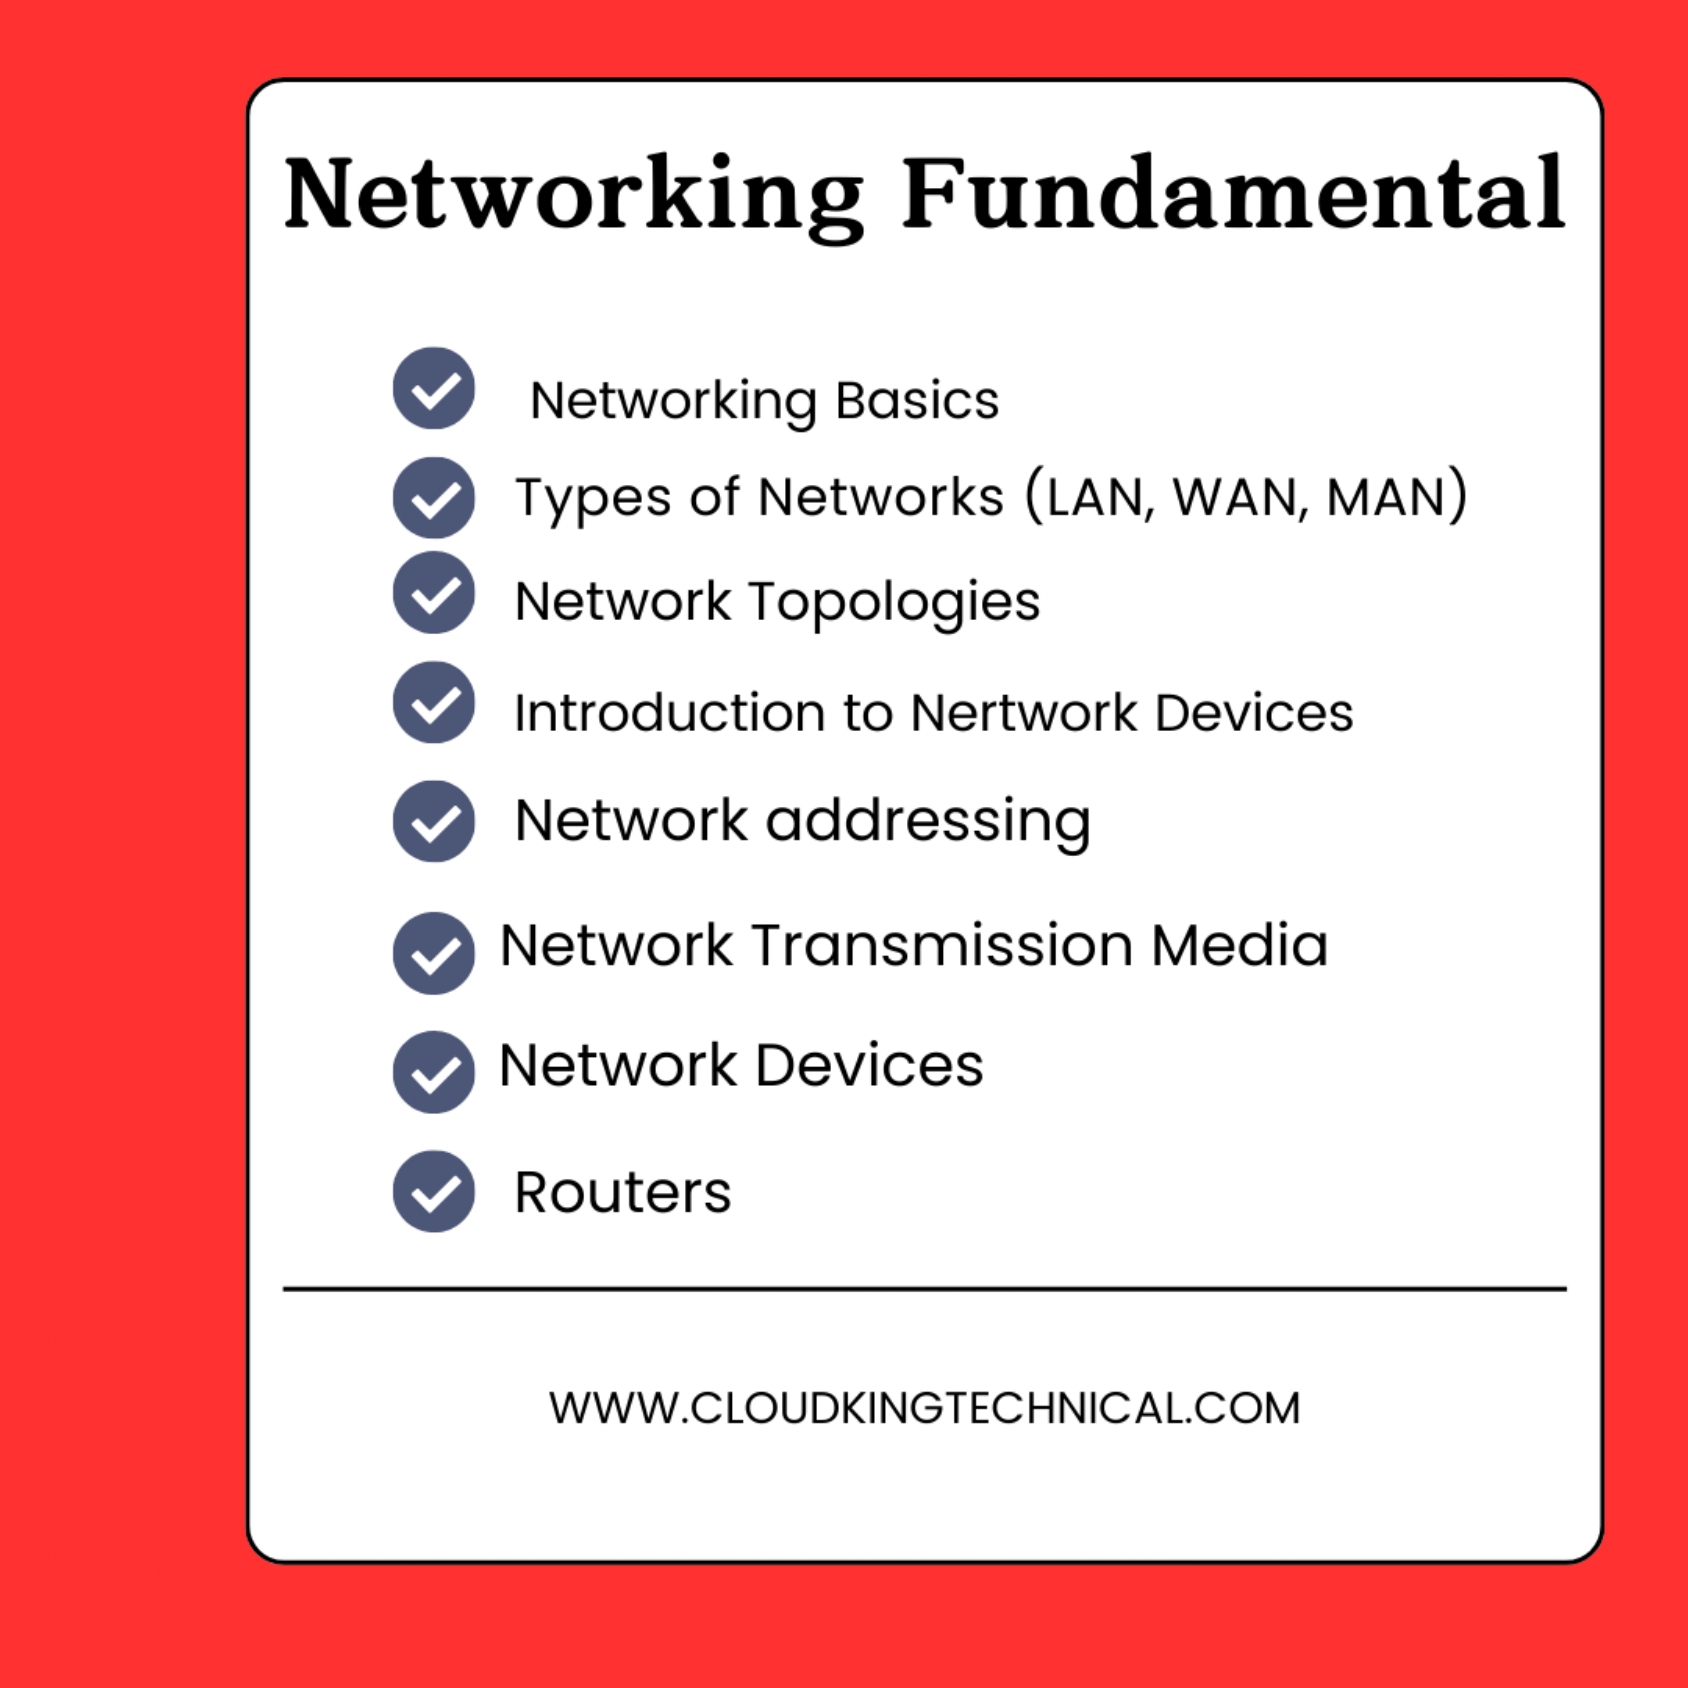 Networking Fundamental
Networking Basics
Types of Networks (LAN, WAN, MAN)
Network Topologies
Introduction to Nertwork Devices
Network addressing
Network Transmission Media
Network Devices
Routers
WWW.CLOUDKINGTECHNICAL.COM